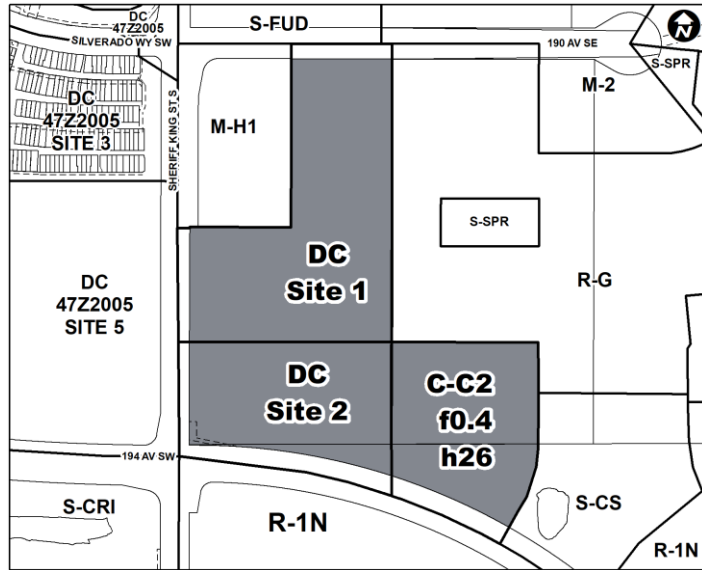 DC
47Z2005
S-FUD
N
SILVERADO WY SW
190 AV SE
S-SPR
DC
47Z2005
SITE 3
SHERIFF KING ST S
M-H1
M-2
S-SPR
DC
Site 1
R-G
DC
47Z2005
SITE 5
DC
Site 2
C-C2
f0.4
h26
194 AV SW
S-CRI
R-1N
S-CS
R-1N